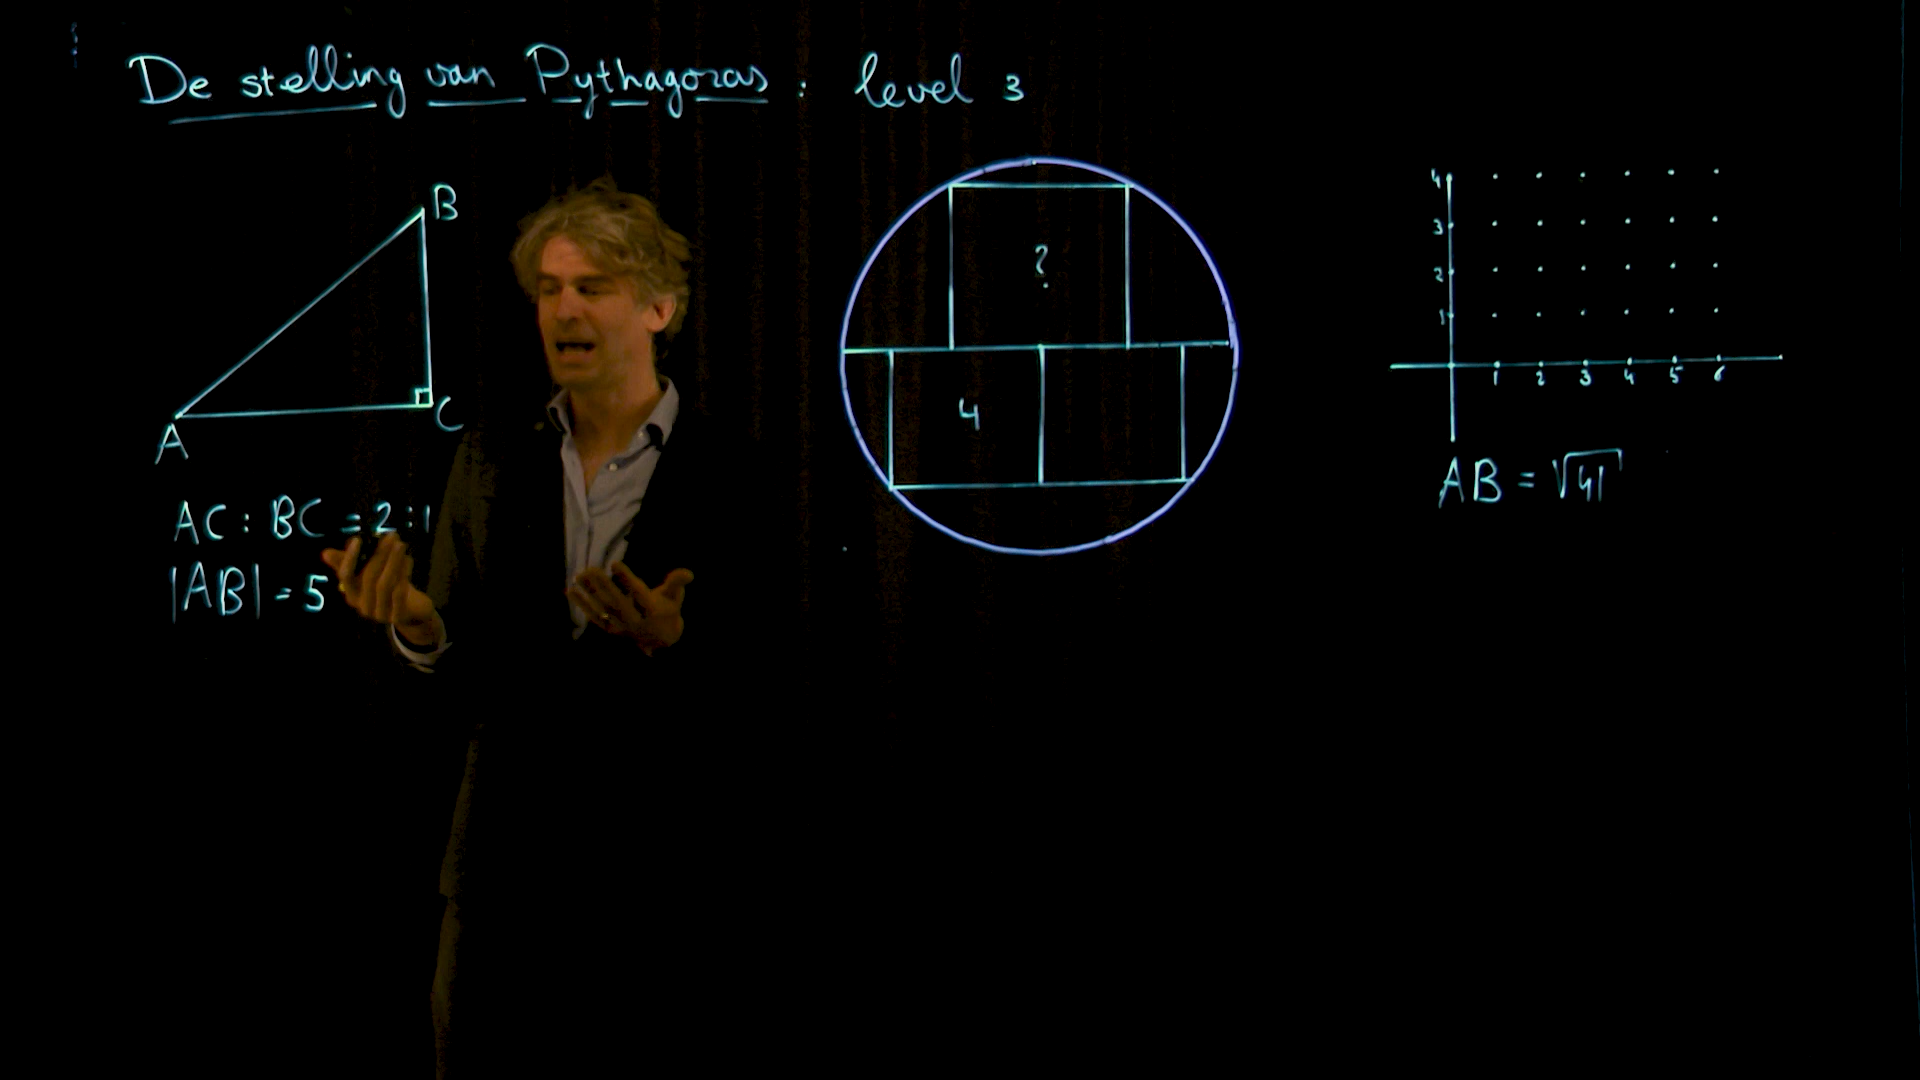 De stelling van Pythagoras : level 3
B
A
C
AC : BC = 2 : 1
|AB| = 5
?
4
4
3
2
1
1 2 3 4 5 6
AB = √41